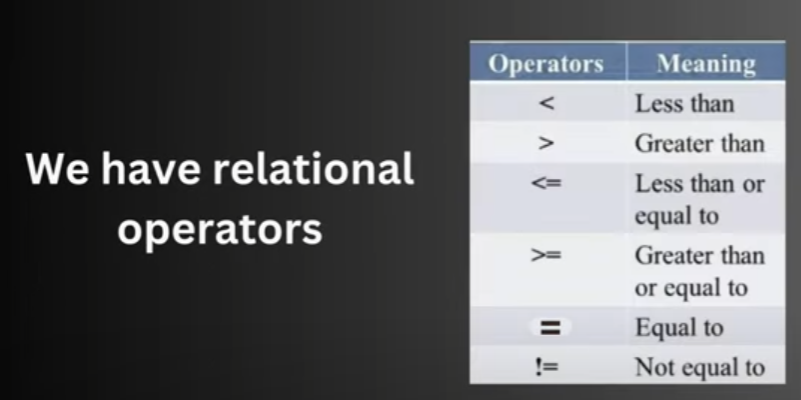 We have relational
operators
Operators Meaning
< Less than
> Greater than
<= Less than or
equal to
>= Greater than
or equal to
= Equal to
!= Not equal to